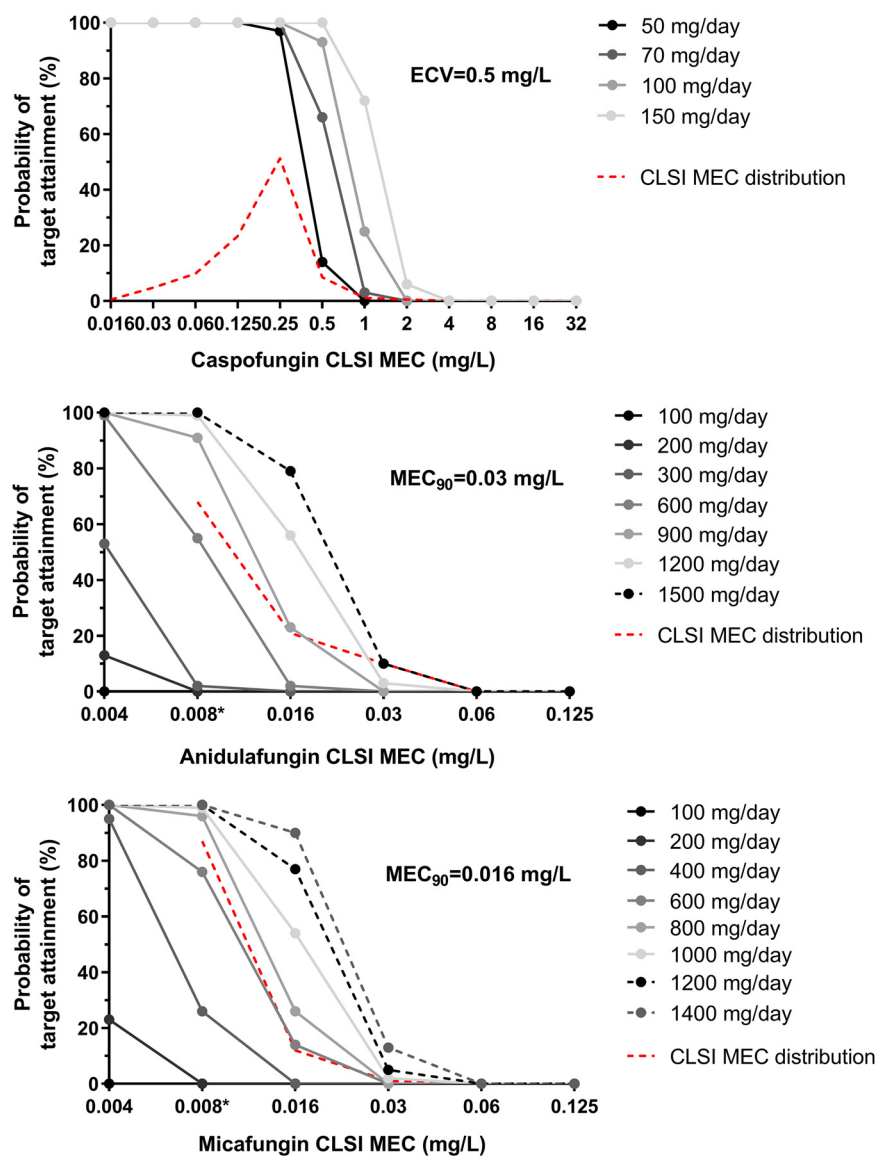 Probability of
target attainment (%)
100
80
60
40
20
0
ECV=0.5 mg/L
50 mg/day
70 mg/day
100 mg/day
150 mg/day
CLSI MEC distribution
0.016 0.03 0.06 0.125 0.25 0.5 1 2 4 8 16 32
Caspofungin CLSI MEC (mg/L)
Probability of
target attainment (%)
100
80
60
40
20
0
MEC90=0.03 mg/L
100 mg/day
200 mg/day
300 mg/day
600 mg/day
900 mg/day
1200 mg/day
1500 mg/day
CLSI MEC distribution
0.004 0.008* 0.016 0.03 0.06 0.125
Anidulafungin CLSI MEC (mg/L)
Probability of
target attainment (%)
100
80
60
40
20
0
MEC90=0.016 mg/L
100 mg/day
200 mg/day
400 mg/day
600 mg/day
800 mg/day
1000 mg/day
1200 mg/day
1400 mg/day
CLSI MEC distribution
0.004 0.008* 0.016 0.03 0.06 0.125
Micafungin CLSI MEC (mg/L)